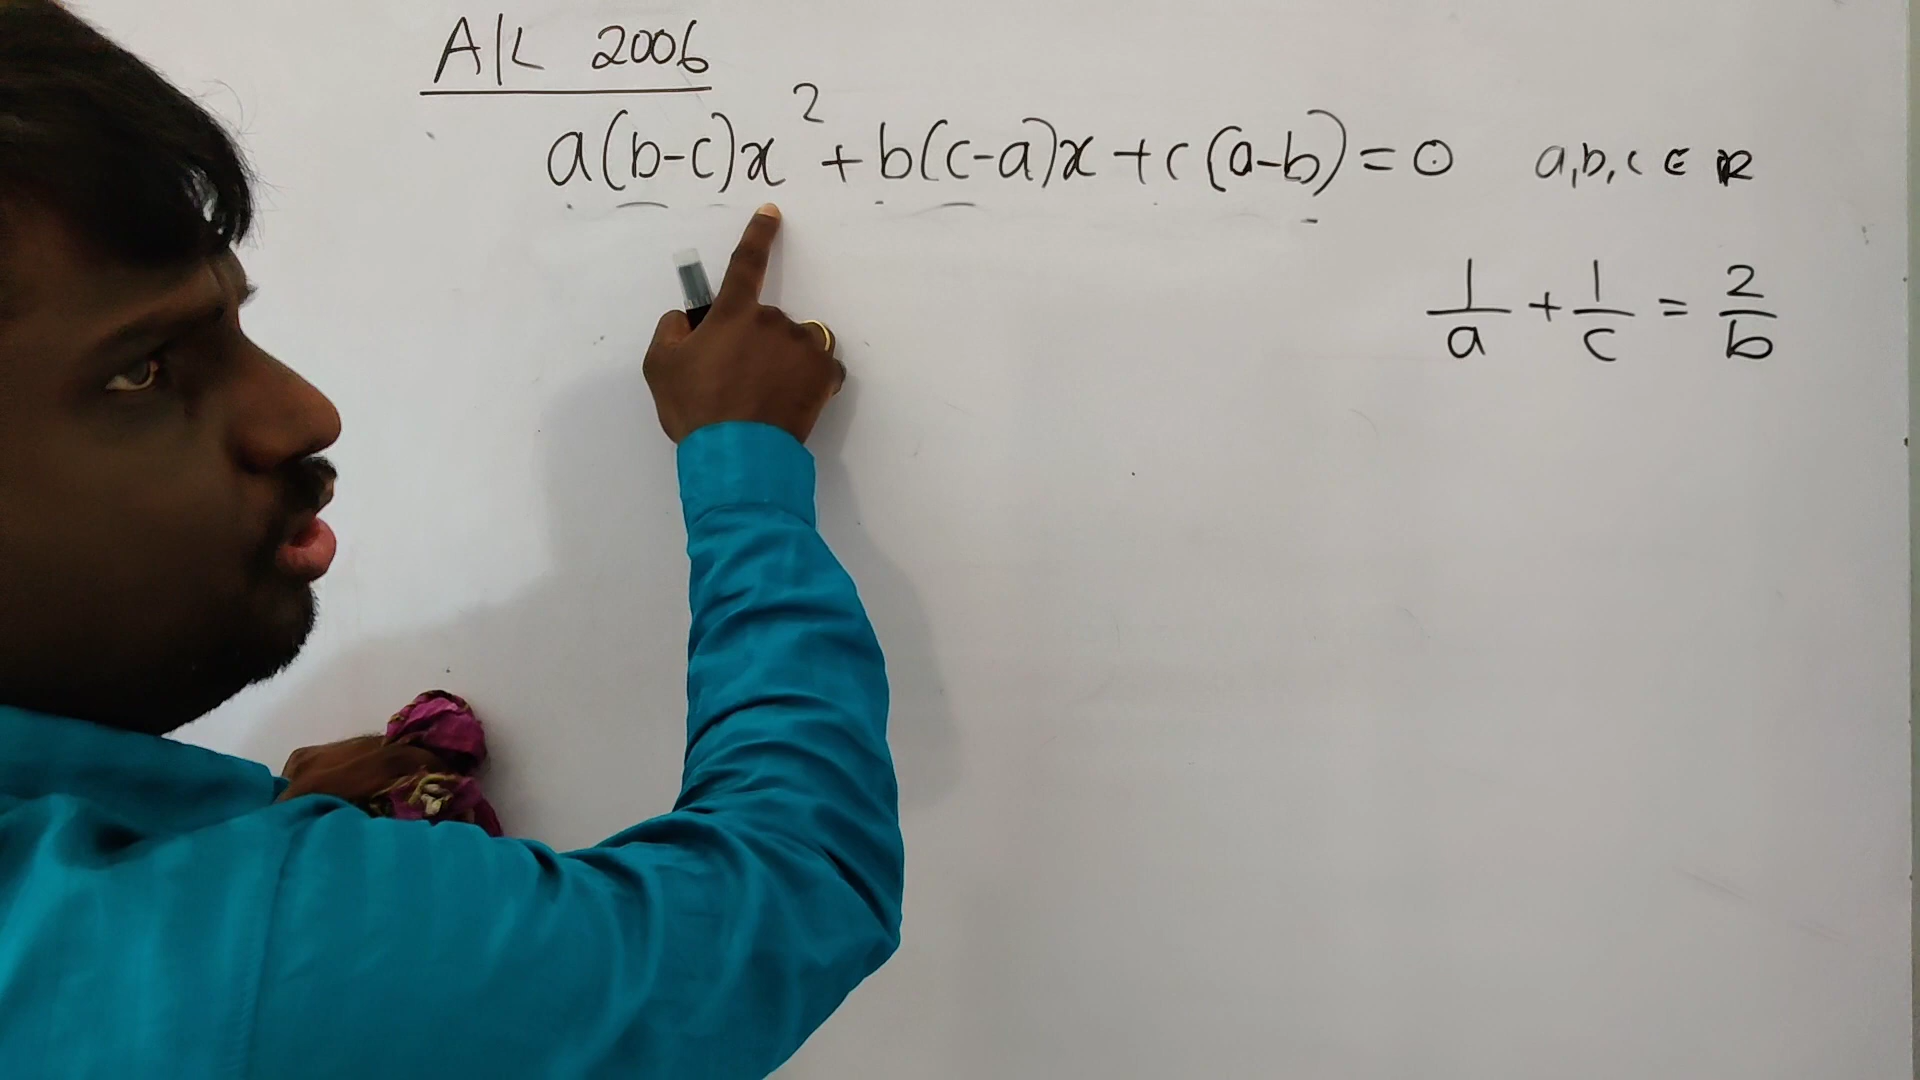 A/L 2006
a(b-c)x² + b(c-a)x + c(a-b) = 0    a,b,c ∈ R
1/a + 1/c = 2/b